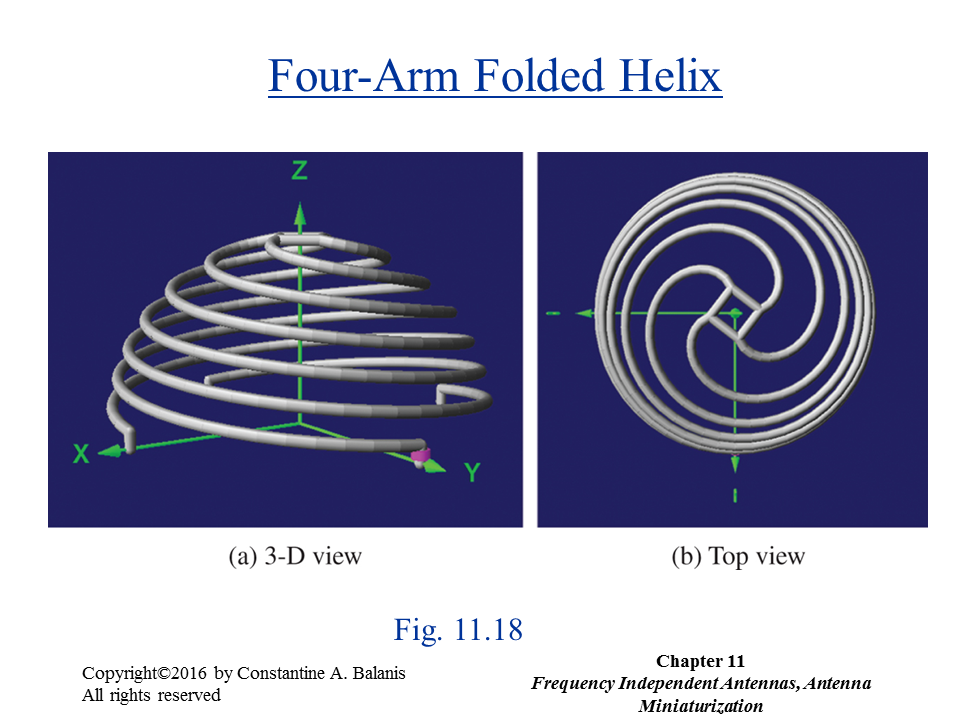 Four-Arm Folded Helix
Z
X
Y
(a) 3-D view
(b) Top view
Fig. 11.18
Copyright©2016 by Constantine A. Balanis
All rights reserved
Chapter 11
Frequency Independent Antennas, Antenna
Miniaturization